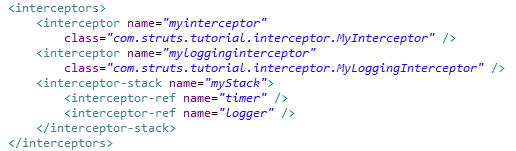 <interceptors>
<interceptor name="myinterceptor"
class="com.struts.tutorial.interceptor.MyInterceptor" />
<interceptor name="mylogginginterceptor"
class="com.struts.tutorial.interceptor.MyLoggingInterceptor" />
<interceptor-stack name="myStack">
<interceptor-ref name="timer" />
<interceptor-ref name="logger" />
</interceptor-stack>
</interceptors>